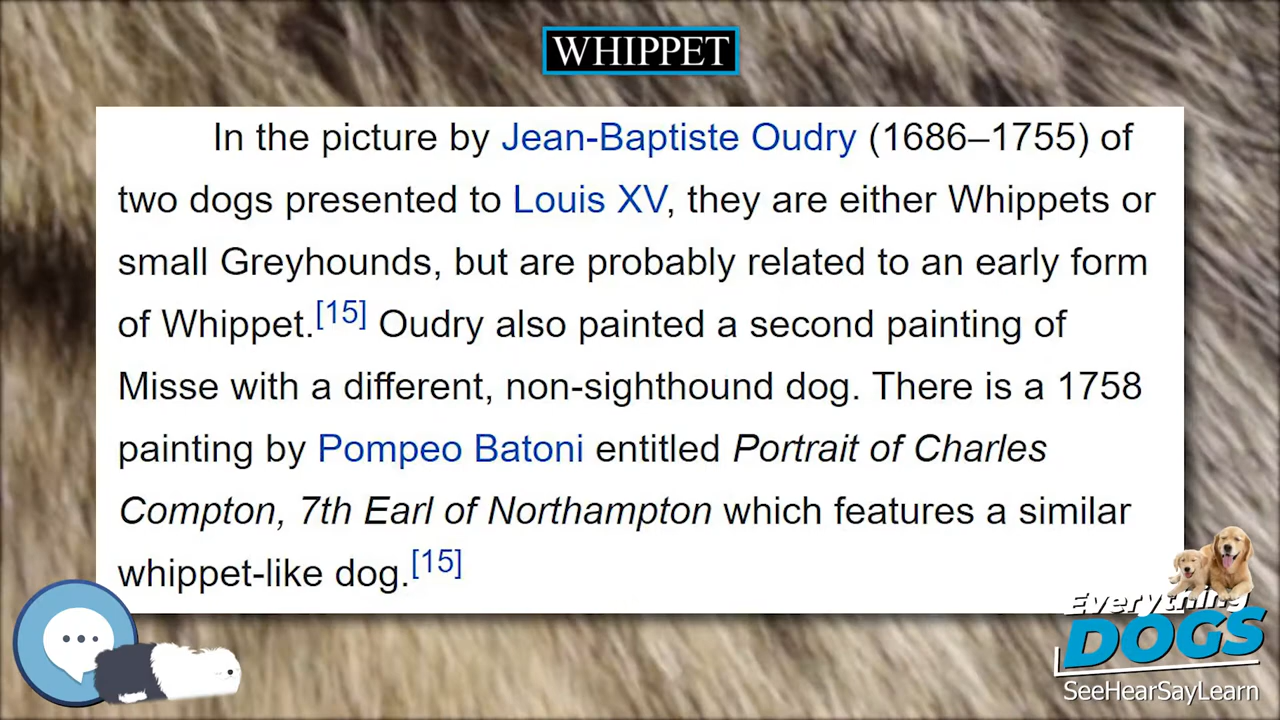 WHIPPET
In the picture by Jean-Baptiste Oudry (1686–1755) of
two dogs presented to Louis XV, they are either Whippets or
small Greyhounds, but are probably related to an early form
of Whippet.[15] Oudry also painted a second painting of
Misse with a different, non-sighthound dog. There is a 1758
painting by Pompeo Batoni entitled Portrait of Charles
Compton, 7th Earl of Northampton which features a similar
whippet-like dog.[15]
Everything
DOGS
SeeHearSayLearn